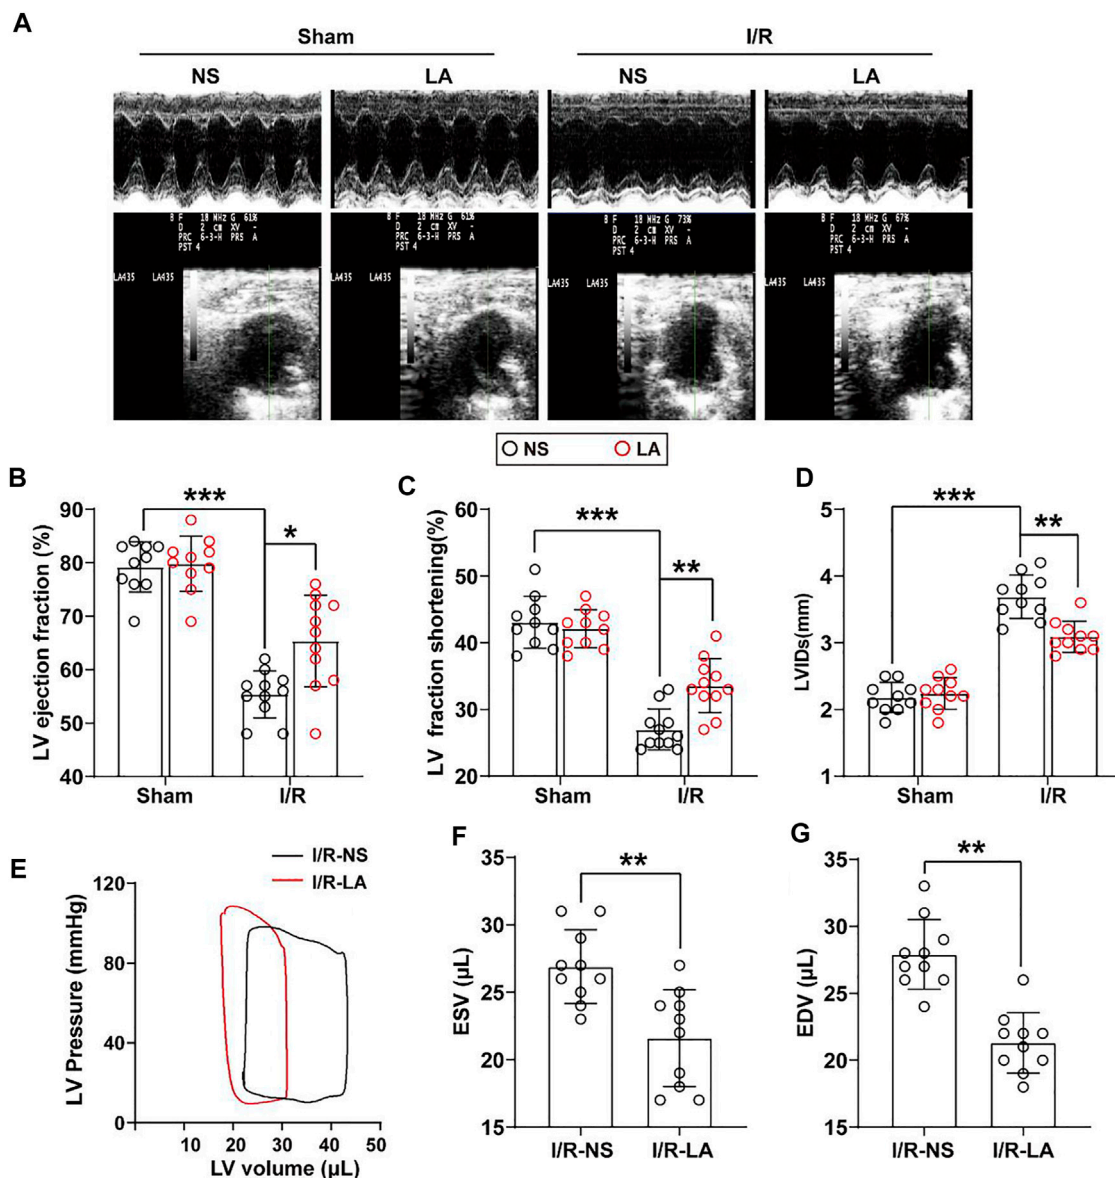 A
Sham
I/R
NS
LA
NS
LA
B F 18 MHz G 61%
D 2 cm XV -
PRC 6-3-H PRS A
PST 4
LA435 LA435
B F 18 MHz G 61%
D 2 cm XV -
PRC 6-3-H PRS A
PST 4
LA435 LA435
B F 18 MHz G 73%
D 2 cm XV -
PRC 6-3-H PRS A
PST 4
LA435 LA435
B F 18 MHz G 67%
D 2 cm XV -
PRC 6-3-H PRS A
PST 4
LA435 LA435
NS LA
B
LV ejection fraction (%)
90
80
70
60
50
40
***
*
Sham I/R
C
LV fraction shortening(%)
60
50
40
30
20
***
**
Sham I/R
D
LVIDs(mm)
5
4
3
2
1
***
**
Sham I/R
E
I/R-NS
I/R-LA
LV Pressure (mmHg)
120
80
40
0
10 20 30 40 50
LV volume (µL)
F
ESV (µL)
35
30
25
20
15
**
I/R-NS I/R-LA
G
EDV (µL)
35
30
25
20
15
**
I/R-NS I/R-LA